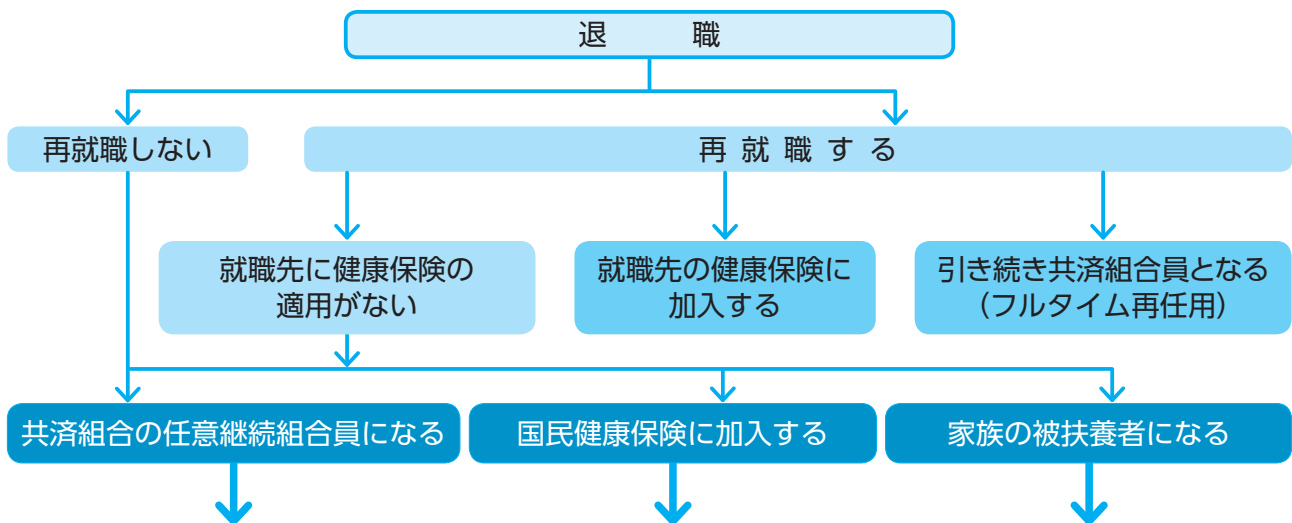 退　　職
再就職しない
再 就 職 す る
就職先に健康保険の
適用がない
就職先の健康保険に
加入する
引き続き共済組合員となる
（フルタイム再任用）
共済組合の任意継続組合員になる
国民健康保険に加入する
家族の被扶養者になる